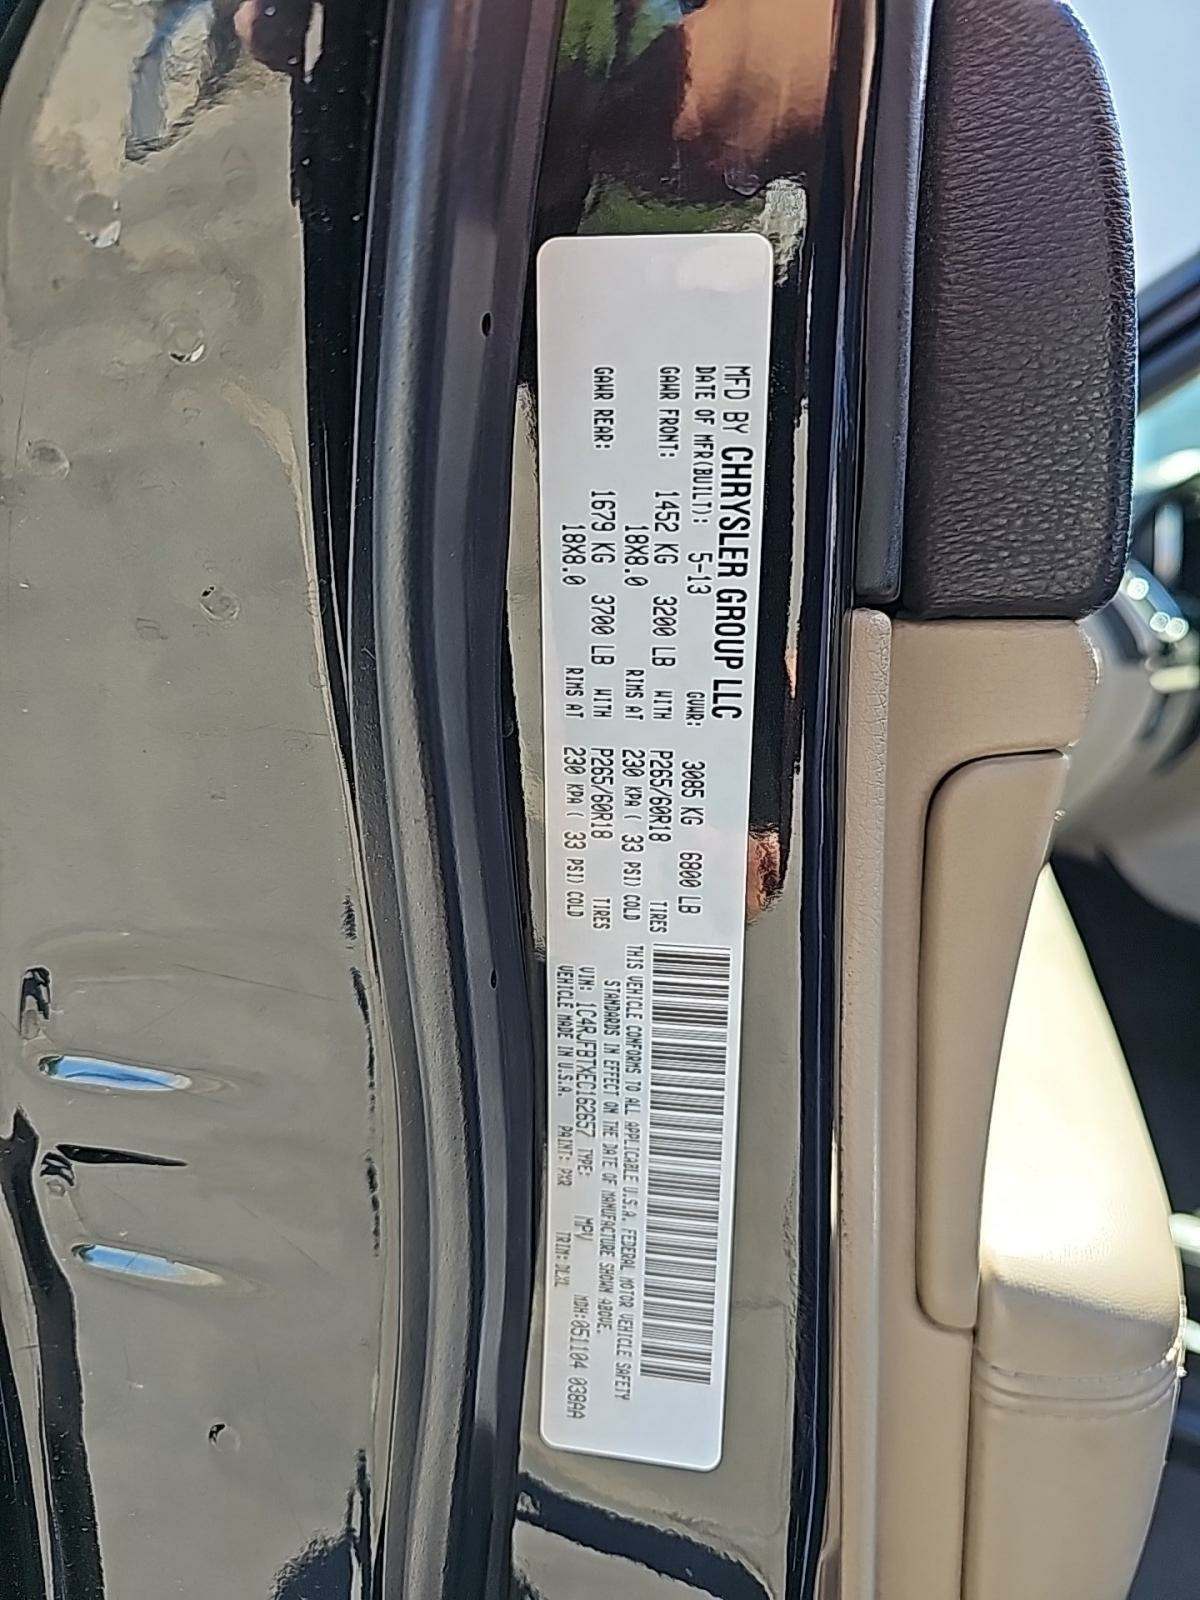 MFD BY CHRYSLER GROUP LLC
DATE OF MFR(BUILT): 5-13 GVWR: 3085 KG 6800 LB
GAWR FRONT: 1452 KG 3200 LB WITH P265/60R18 TIRES
18X8.0 RIMS AT 230 KPA ( 33 PSI) COLD
GAWR REAR: 1679 KG 3700 LB WITH P265/60R18 TIRES
18X8.0 RIMS AT 230 KPA ( 33 PSI) COLD
THIS VEHICLE CONFORMS TO ALL APPLICABLE U.S.A. FEDERAL MOTOR VEHICLE SAFETY
STANDARDS IN EFFECT ON THE DATE OF MANUFACTURE SHOWN ABOVE.
VIN: 1C4RJFBTXEC162657 TYPE: MPV MDH:051104 038AA
VEHICLE MADE IN U.S.A. PAINT: PXR TRIM: DLXL